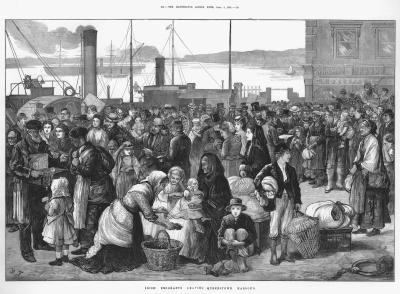 THE ILLUSTRATED LONDON NEWS,
IRISH EMIGRANTS LEAVING QUEENSTOWN HARBOUR.